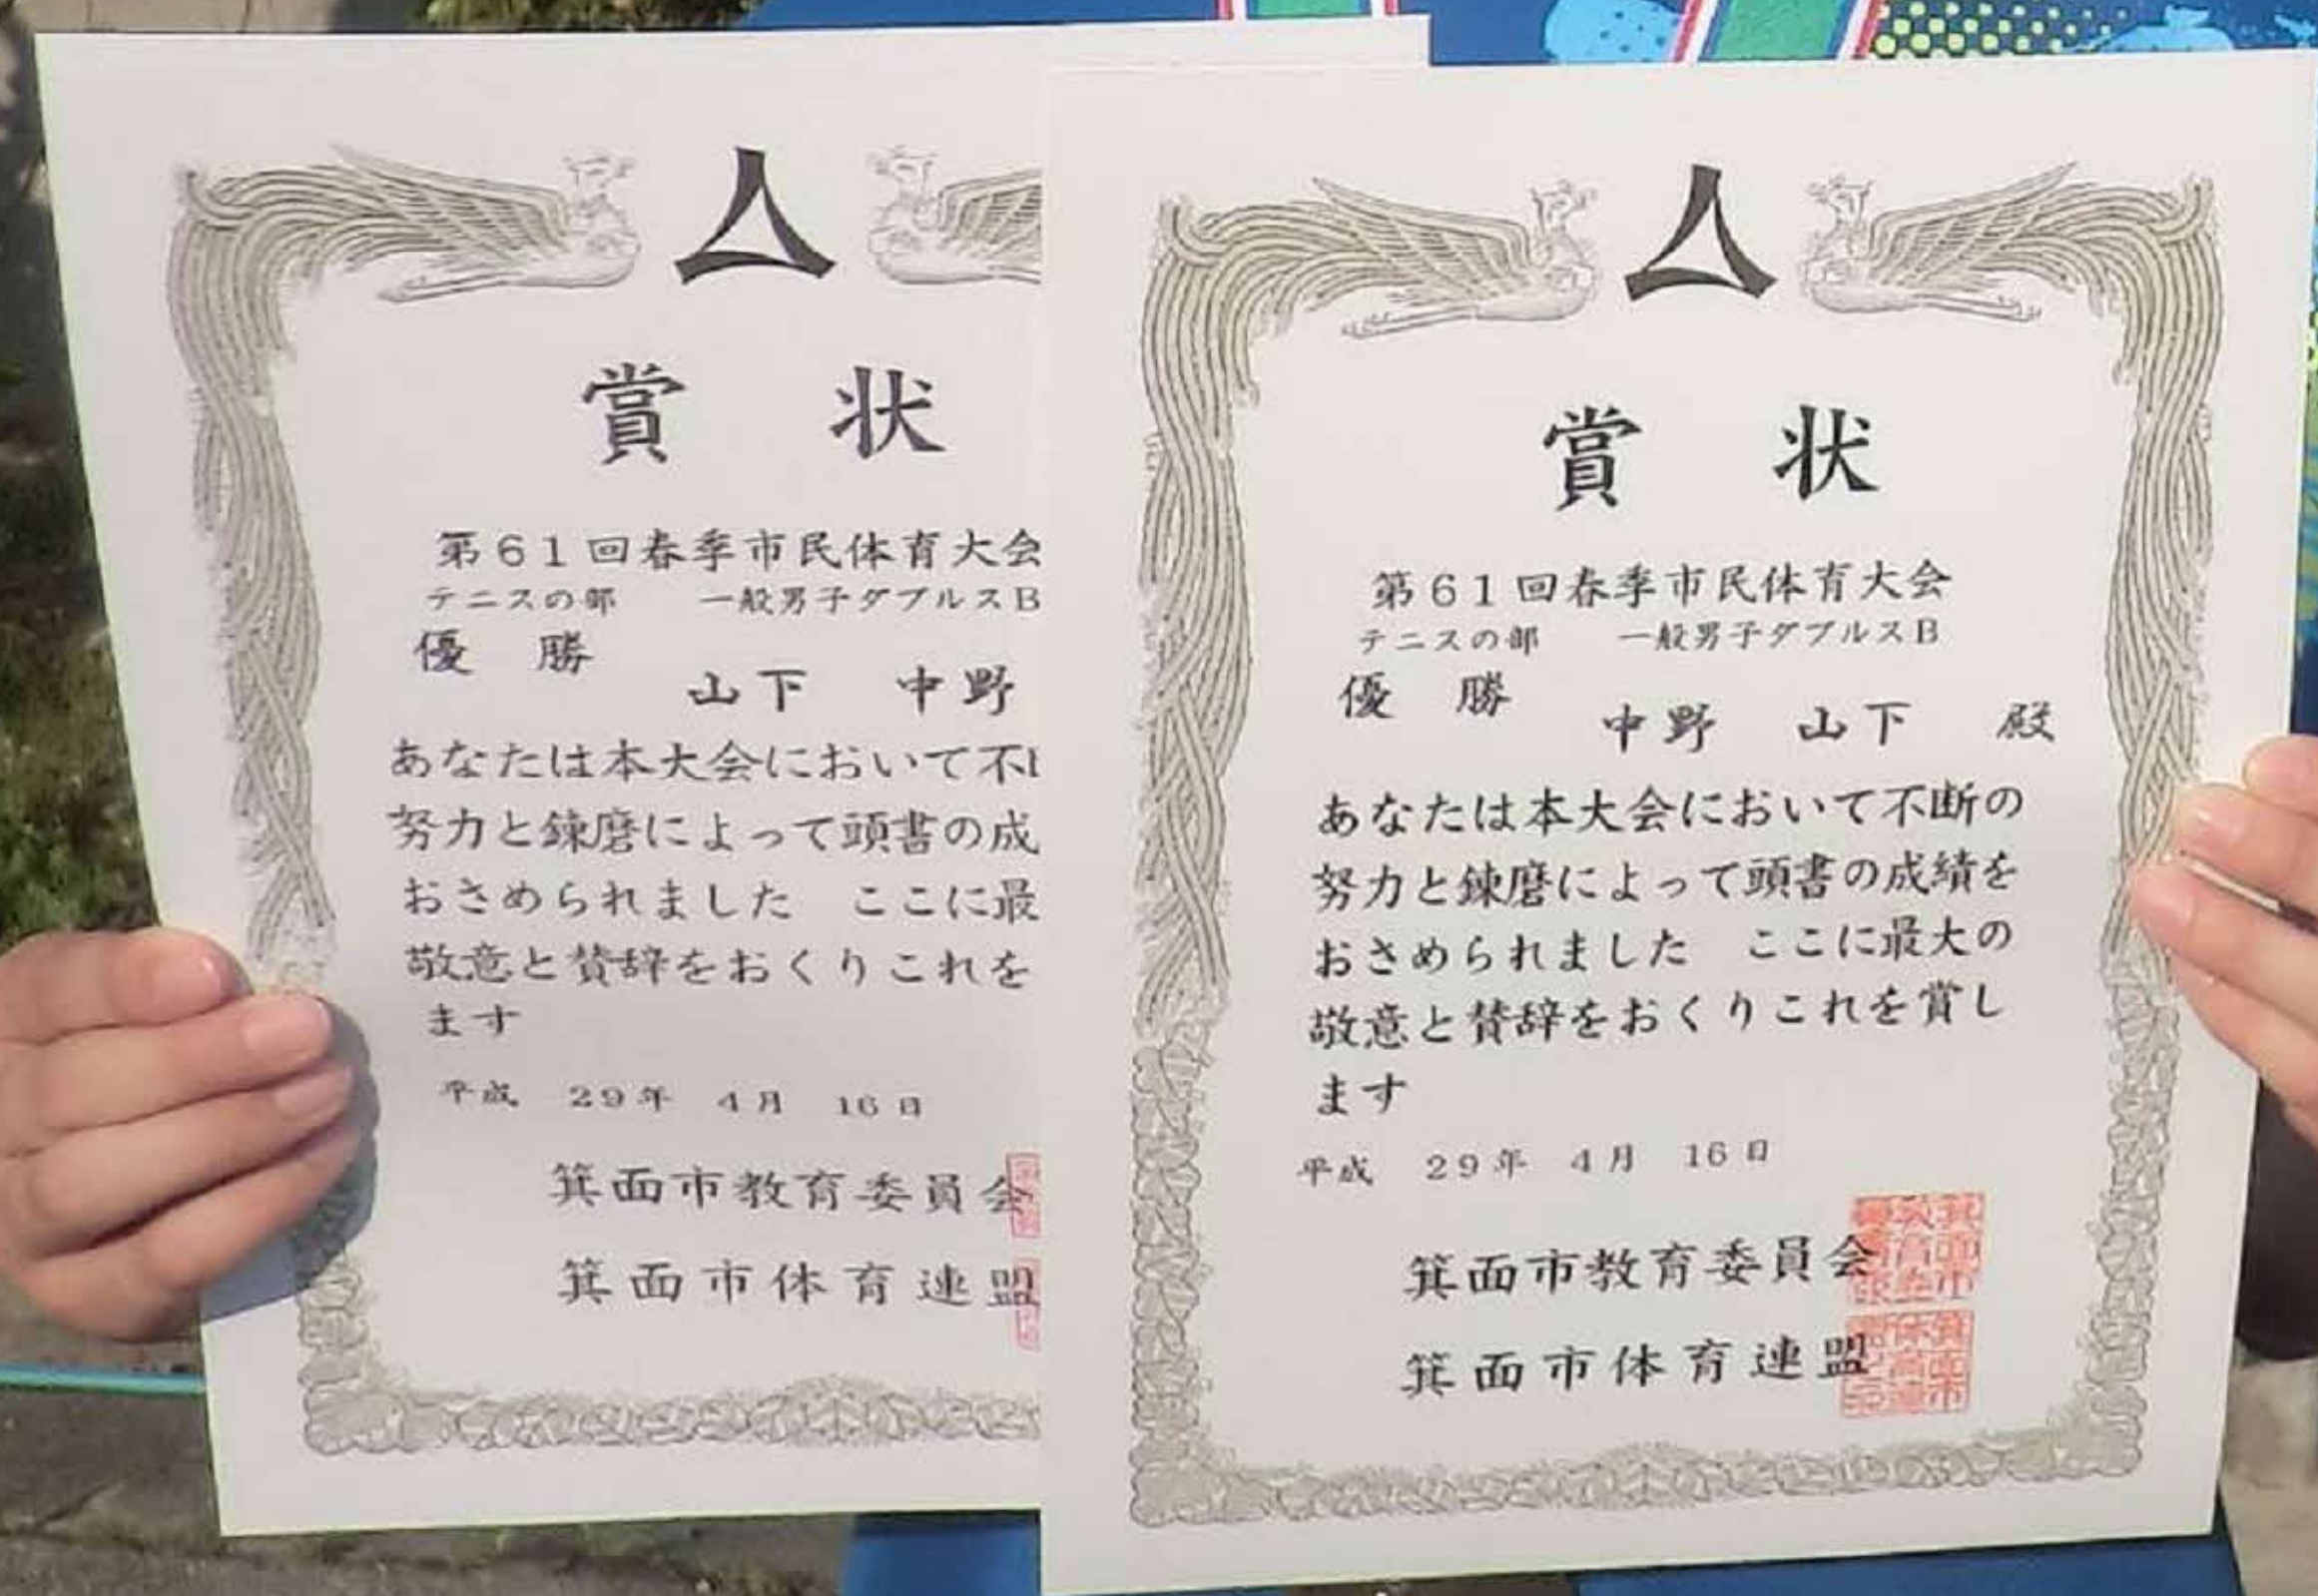 賞 状
第61回春季市民体育大会
テニスの部 一般男子ダブルスB
優 勝
山下 中野
あなたは本大会において不
努力と錬磨によって頭書の成
おさめられました ここに最
敬意と賛辞をおくりこれを
ます
平成 29年 4月 16日
箕面市教育委員会
箕面市体育連盟
賞 状
第61回春季市民体育大会
テニスの部 一般男子ダブルスB
優 勝
中野 山下 殿
あなたは本大会において不断の
努力と錬磨によって頭書の成績を
おさめられました ここに最大の
敬意と賛辞をおくりこれを賞し
ます
平成 29年 4月 16日
箕面市教育委員会
箕面市体育連盟